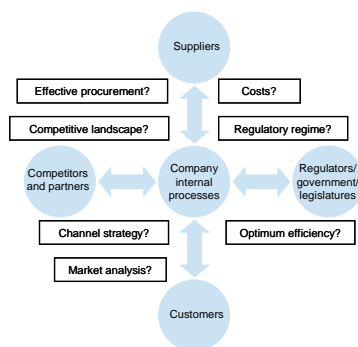 Suppliers
Effective procurement?
Costs?
Competitive landscape?
Regulatory regime?
Competitors
and partners
Company
internal
processes
Regulators/
government/
legislatures
Channel strategy?
Optimum efficiency?
Market analysis?
Customers